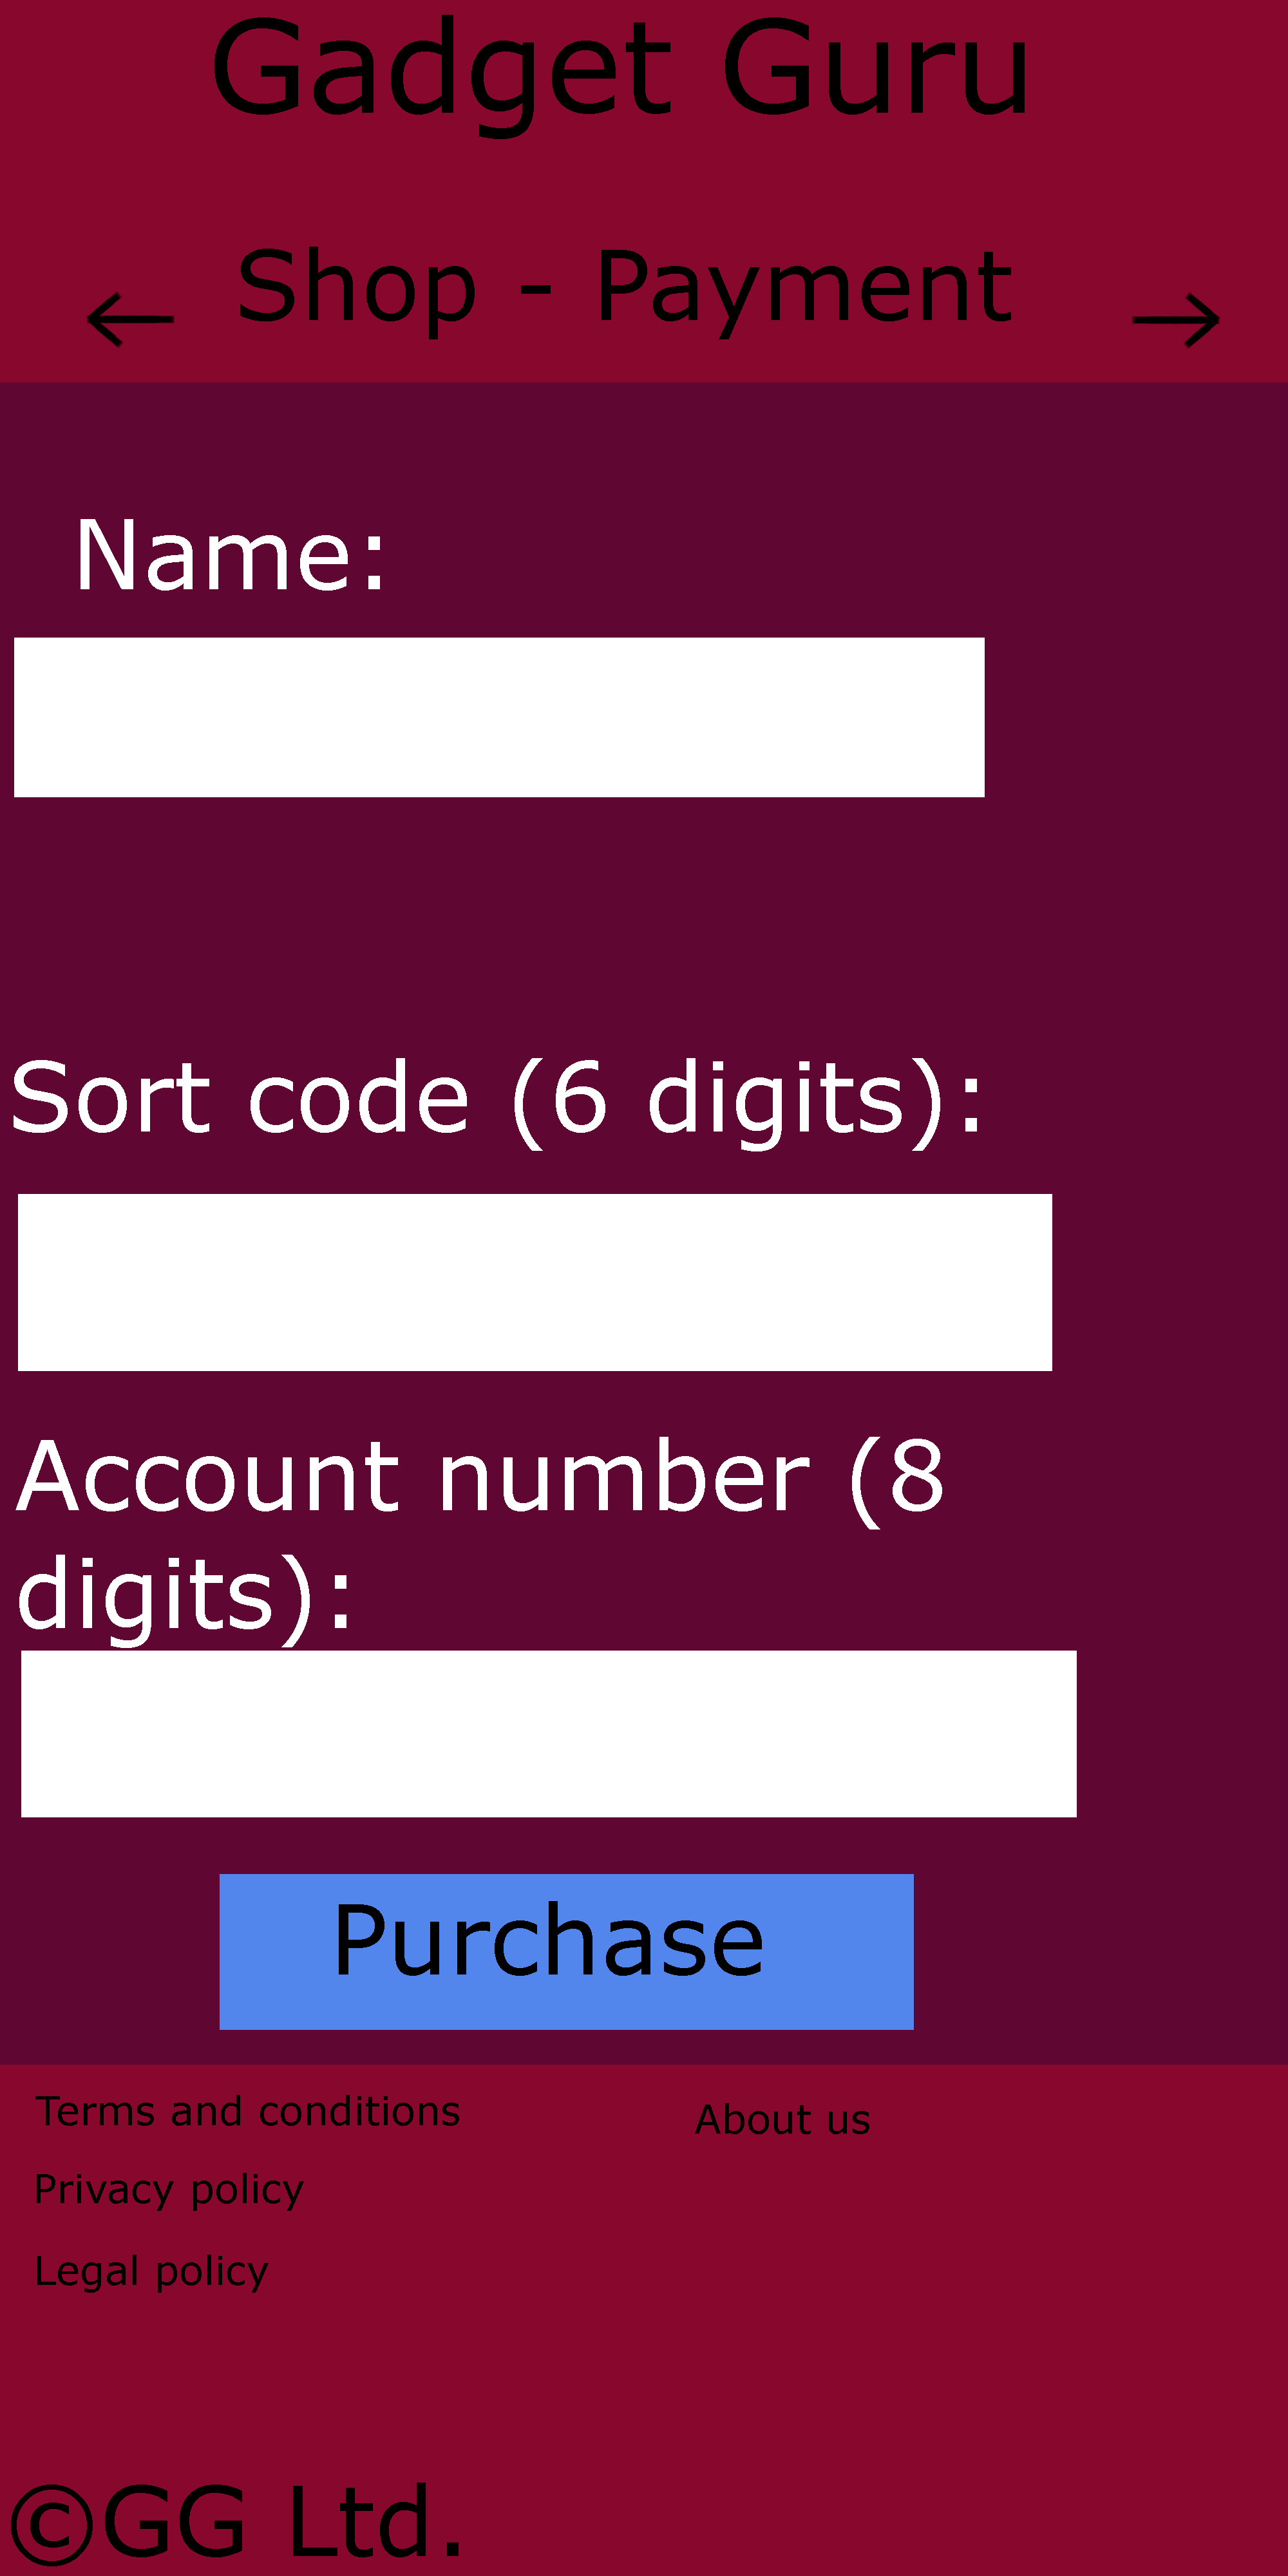 Gadget Guru
← Shop - Payment →
Name:
Sort code (6 digits):
Account number (8
digits):
Purchase
Terms and conditions
About us
Privacy policy
Legal policy
©GG Ltd.